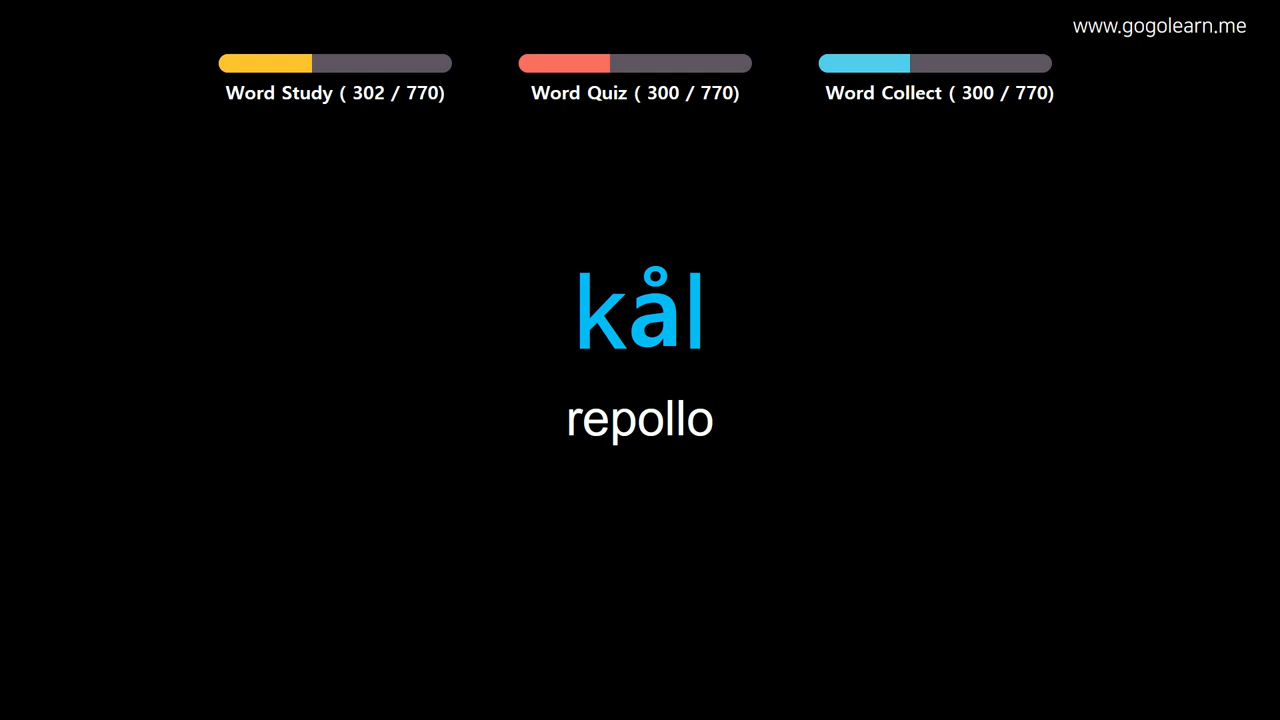 www.gogolearn.me
Word Study ( 302 / 770)
Word Quiz ( 300 / 770)
Word Collect ( 300 / 770)
kål
repollo